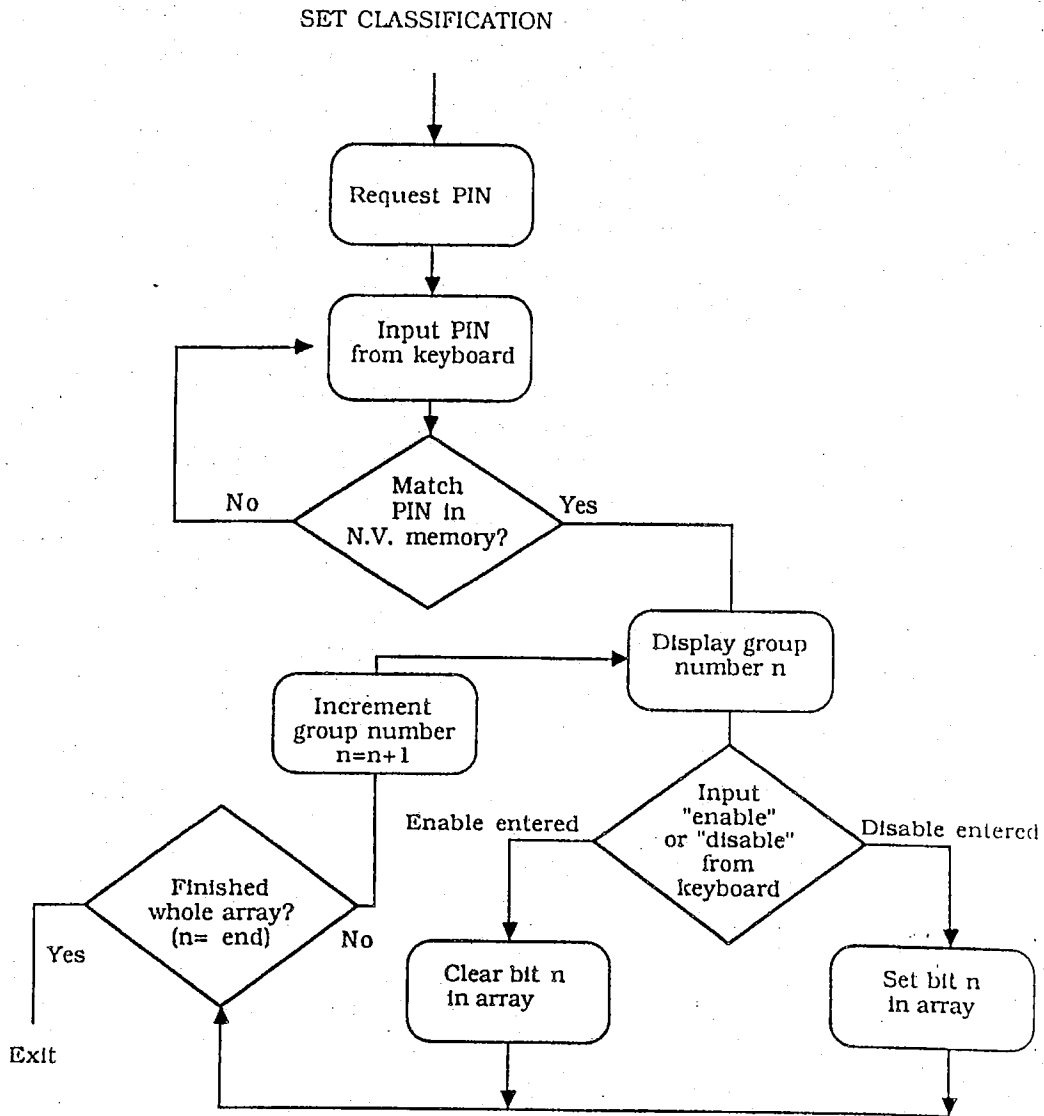 SET CLASSIFICATION
Request PIN
Input PIN
from keyboard
Match
PIN in
N.V. memory?
No
Yes
Display group
number n
Increment
group number
n=n+1
Input
"enable"
or "disable"
from
keyboard
Enable entered
Disable entered
Finished
whole array?
(n= end)
Yes
No
Clear bit n
in array
Set bit n
in array
Exit